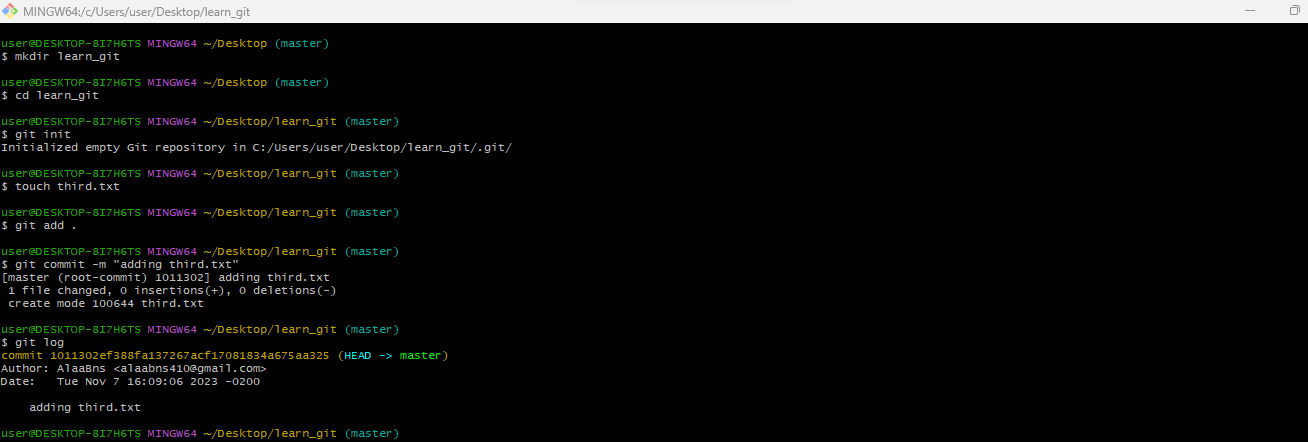 MINGW64:/c/Users/user/Desktop/learn_git
user@DESKTOP-8I7H6TS MINGW64 ~/Desktop (master)
$ mkdir learn_git
user@DESKTOP-8I7H6TS MINGW64 ~/Desktop (master)
$ cd learn_git
user@DESKTOP-8I7H6TS MINGW64 ~/Desktop/learn_git (master)
$ git init
Initialized empty Git repository in C:/Users/user/Desktop/learn_git/.git/
user@DESKTOP-8I7H6TS MINGW64 ~/Desktop/learn_git (master)
$ touch third.txt
user@DESKTOP-8I7H6TS MINGW64 ~/Desktop/learn_git (master)
$ git add .
user@DESKTOP-8I7H6TS MINGW64 ~/Desktop/learn_git (master)
$ git commit -m "adding third.txt"
[master (root-commit) 1011302] adding third.txt
 1 file changed, 0 insertions(+), 0 deletions(-)
 create mode 100644 third.txt
user@DESKTOP-8I7H6TS MINGW64 ~/Desktop/learn_git (master)
$ git log
commit 1011302ef388fa137267acf17081834a675aa325 (HEAD -> master)
Author: AlaaBns <alaabns410@gmail.com>
Date:   Tue Nov 7 16:09:06 2023 -0200
    adding third.txt
user@DESKTOP-8I7H6TS MINGW64 ~/Desktop/learn_git (master)